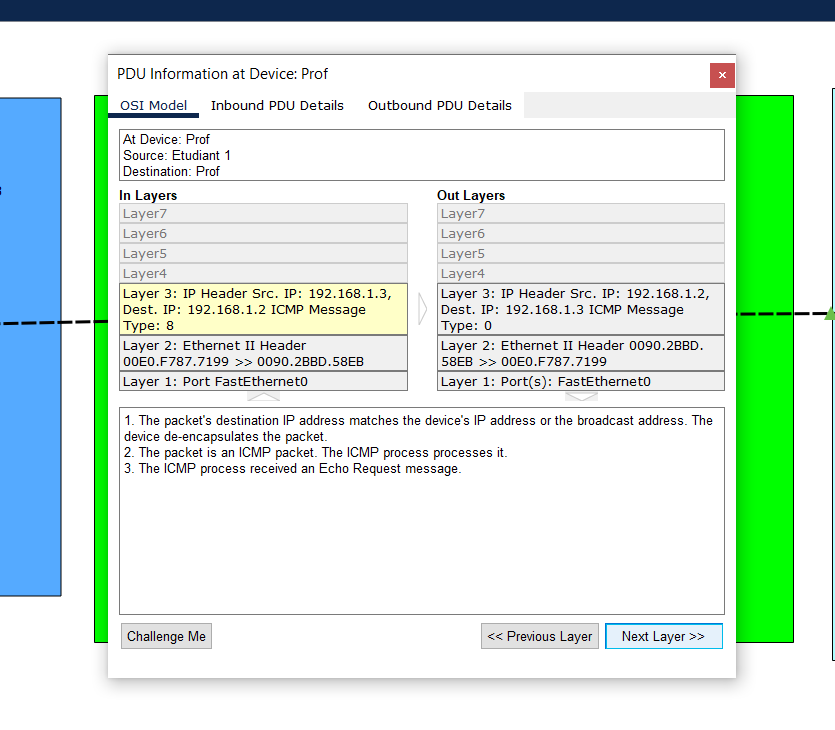 PDU Information at Device: Prof
OSI Model Inbound PDU Details Outbound PDU Details
At Device: Prof
Source: Etudiant 1
Destination: Prof
In Layers
Layer7
Layer6
Layer5
Layer4
Layer 3: IP Header Src. IP: 192.168.1.3,
Dest. IP: 192.168.1.2 ICMP Message
Type: 8
Layer 2: Ethernet II Header
00E0.F787.7199 >> 0090.2BBD.58EB
Layer 1: Port FastEthernet0
Out Layers
Layer7
Layer6
Layer5
Layer4
Layer 3: IP Header Src. IP: 192.168.1.2,
Dest. IP: 192.168.1.3 ICMP Message
Type: 0
Layer 2: Ethernet II Header 0090.2BBD.
58EB >> 00E0.F787.7199
Layer 1: Port(s): FastEthernet0
1. The packet's destination IP address matches the device's IP address or the broadcast address. The
device de-encapsulates the packet.
2. The packet is an ICMP packet. The ICMP process processes it.
3. The ICMP process received an Echo Request message.
Challenge Me
<< Previous Layer
Next Layer >>